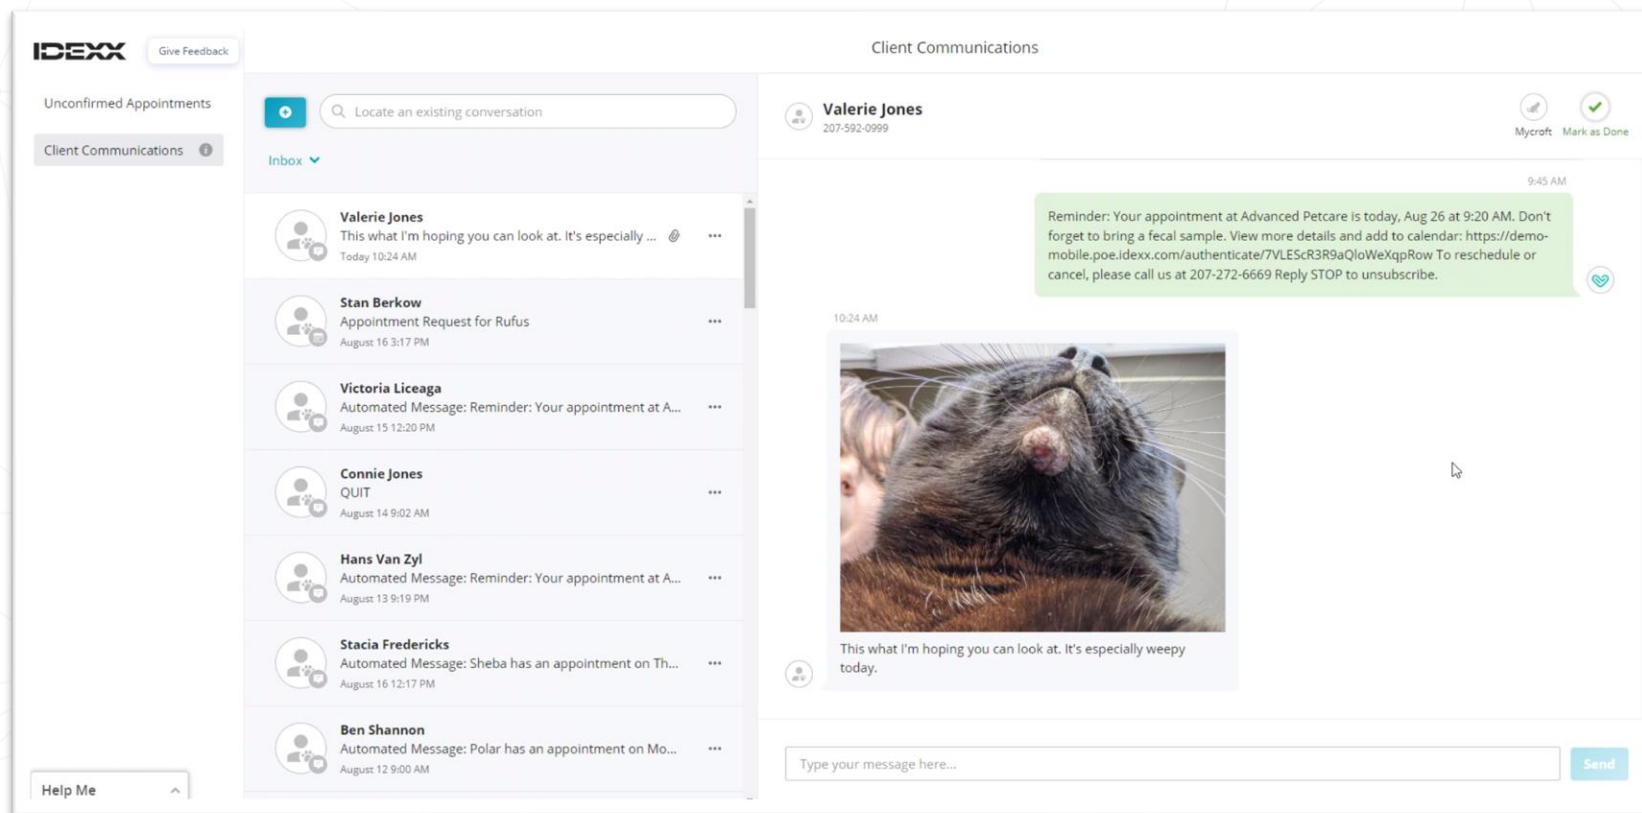 IDEXX
Give Feedback
Unconfirmed Appointments
Client Communications
Help Me
Client Communications
Locate an existing conversation
Inbox
Valerie Jones
This what I'm hoping you can look at. It's especially ...
Today 10:24 AM
Stan Berkow
Appointment Request for Rufus
August 16 3:17 PM
Victoria Liceaga
Automated Message: Reminder: Your appointment at A...
August 15 12:20 PM
Connie Jones
QUIT
August 14 9:02 AM
Hans Van Zyl
Automated Message: Reminder: Your appointment at A...
August 13 9:19 PM
Stacia Fredericks
Automated Message: Sheba has an appointment on Th...
August 16 12:17 PM
Ben Shannon
Automated Message: Polar has an appointment on Mo...
August 12 9:00 AM
Valerie Jones
207-592-0999
Mycroft
Mark as Done
9:45 AM
Reminder: Your appointment at Advanced Petcare is today, Aug 26 at 9:20 AM. Don't
forget to bring a fecal sample. View more details and add to calendar: https://demo-
mobile.poe.idexx.com/authenticate/7VLEScR3R9aQloWeXqpRow To reschedule or
cancel, please call us at 207-272-6669 Reply STOP to unsubscribe.
10:24 AM
This what I'm hoping you can look at. It's especially weepy
today.
Type your message here...
Send